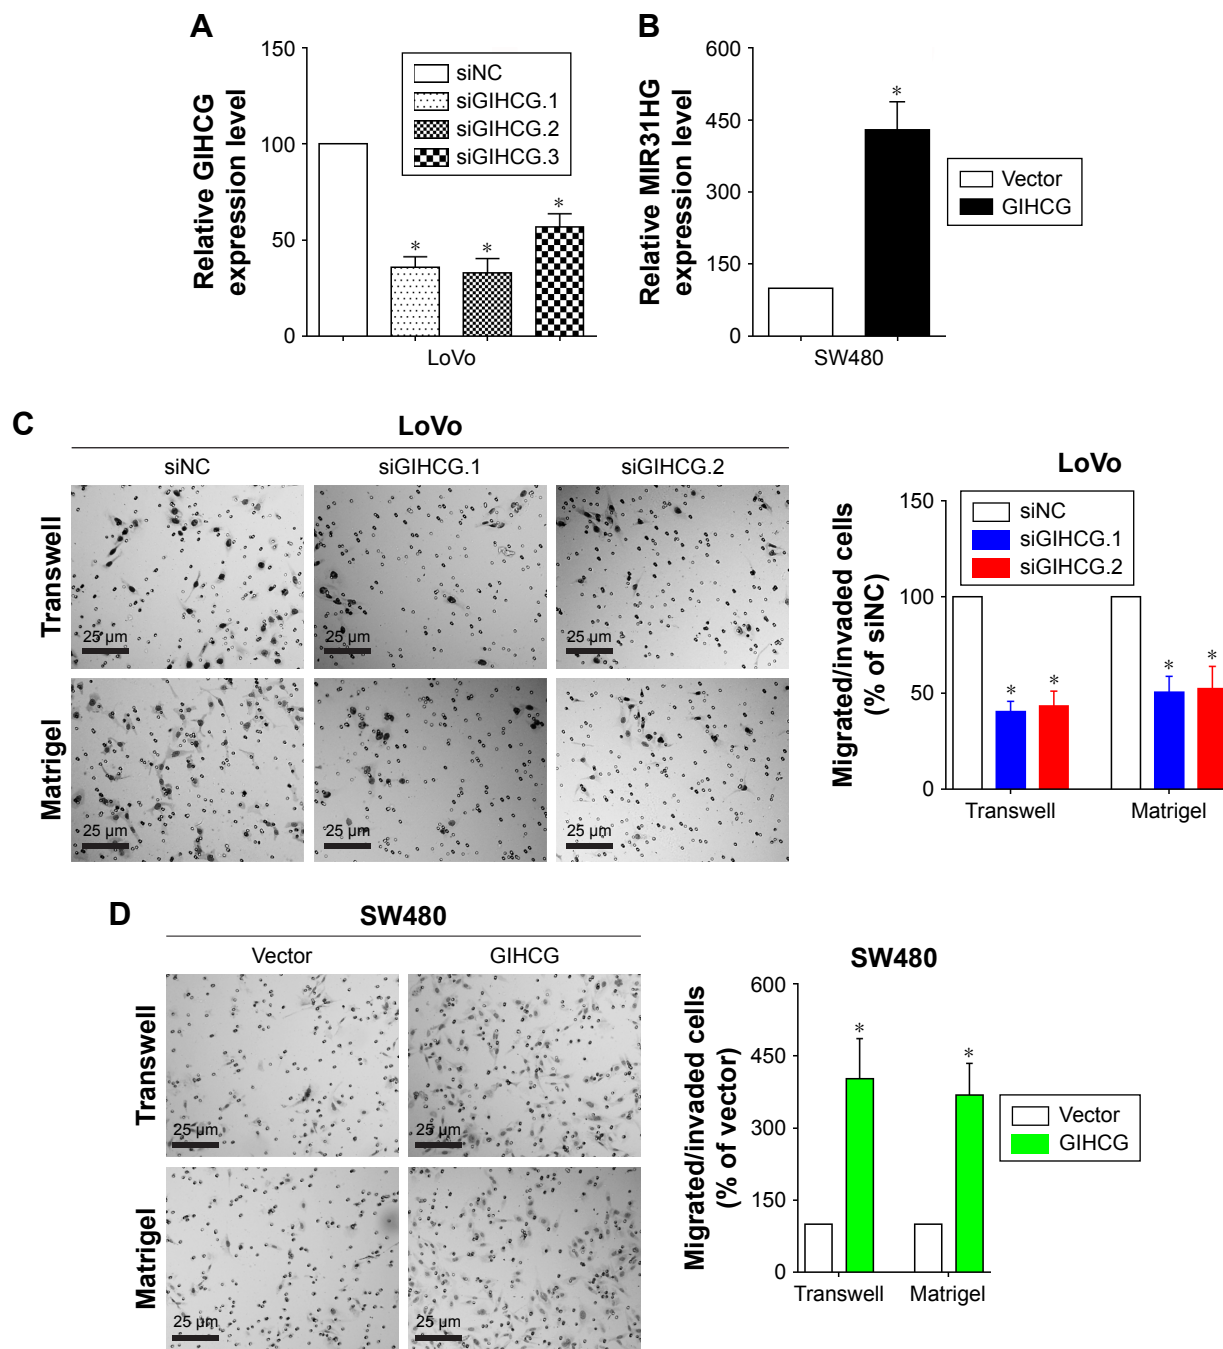 A
150
100
50
0
Relative GIHCG
expression level
siNC
siGIHCG.1
siGIHCG.2
siGIHCG.3
*
*
*
LoVo
B
600
450
300
150
0
Relative MIR31HG
expression level
*
Vector
GIHCG
SW480
C
LoVo
siNC
siGIHCG.1
siGIHCG.2
Transwell
25 µm
25 µm
25 µm
Matrigel
25 µm
25 µm
25 µm
LoVo
150
100
50
0
Migrated/invaded cells
(% of siNC)
siNC
siGIHCG.1
siGIHCG.2
*
*
*
*
Transwell
Matrigel
D
SW480
Vector
GIHCG
Transwell
25 µm
25 µm
Matrigel
25 µm
25 µm
SW480
600
450
300
150
0
Migrated/invaded cells
(% of vector)
*
*
Vector
GIHCG
Transwell
Matrigel